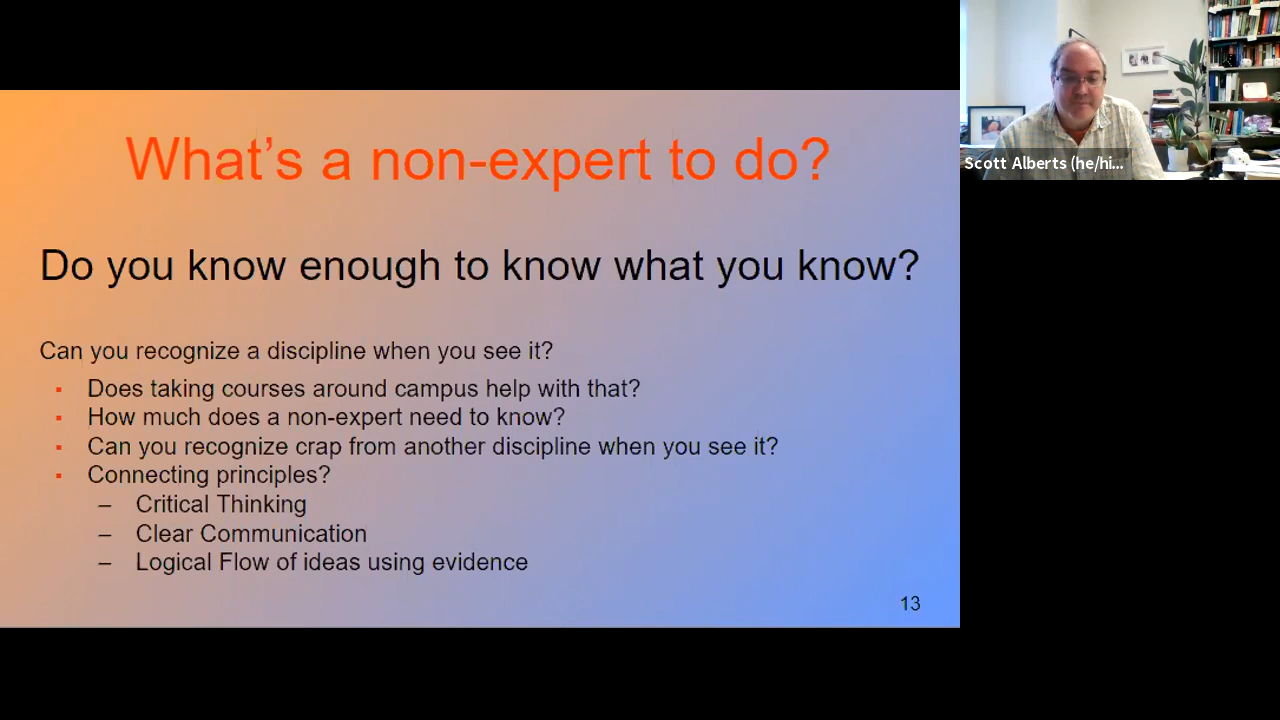 What's a non-expert to do?
Do you know enough to know what you know?
Can you recognize a discipline when you see it?
▪ Does taking courses around campus help with that?
▪ How much does a non-expert need to know?
▪ Can you recognize crap from another discipline when you see it?
▪ Connecting principles?
– Critical Thinking
– Clear Communication
– Logical Flow of ideas using evidence
13
Scott Alberts (he/hi...